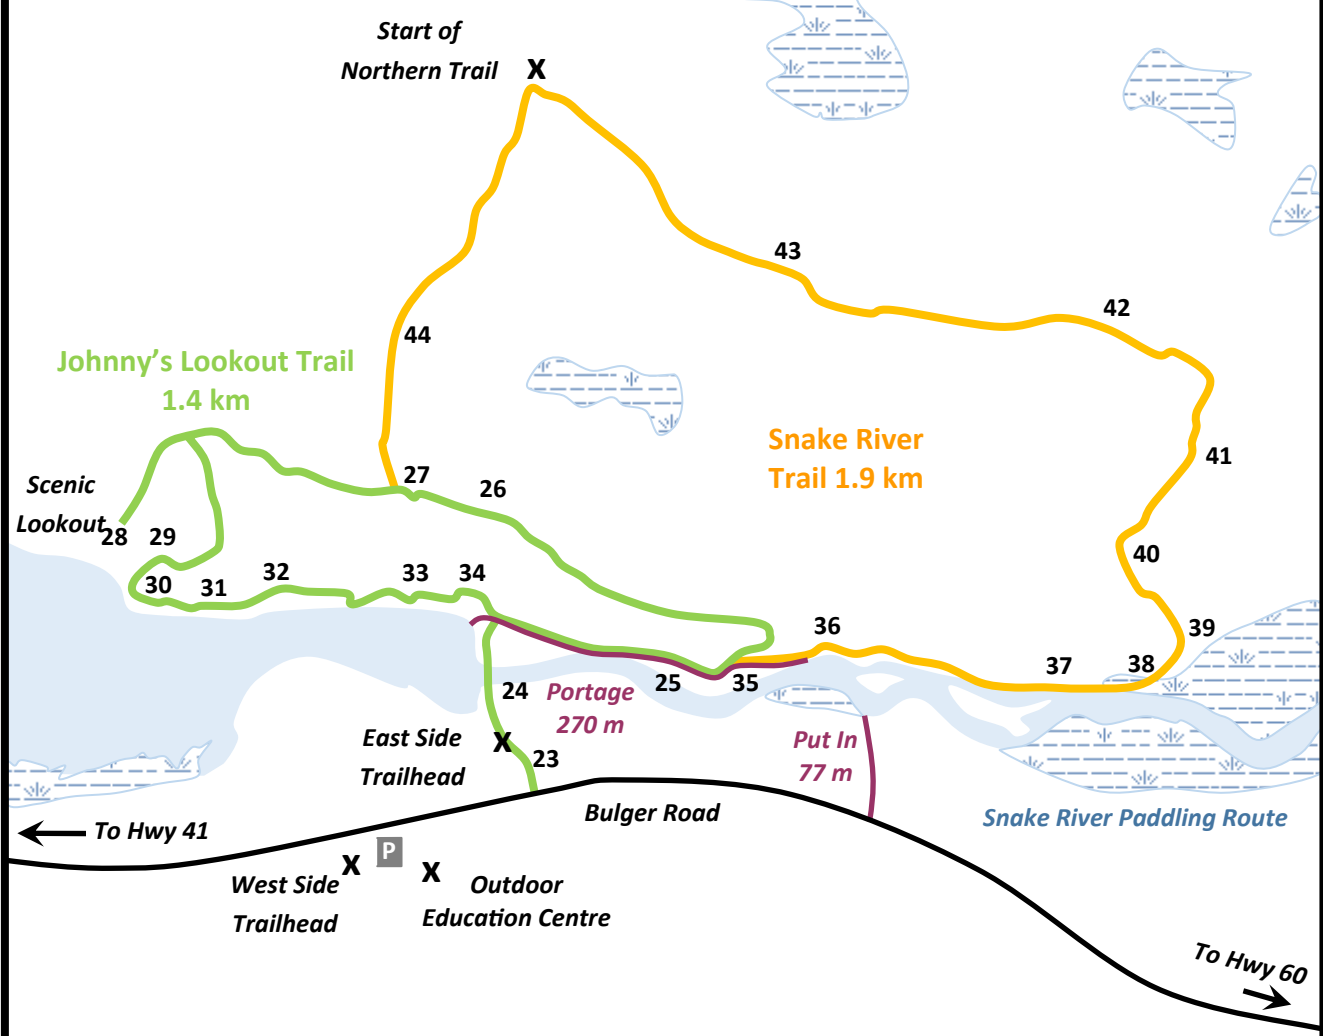 Start of
Northern Trail X
43
42
44
Johnny's Lookout Trail
1.4 km
Snake River
Trail 1.9 km
41
27
26
Scenic
Lookout
28
29
40
30
31
32
33
34
36
39
24
Portage
270 m
25
35
37
38
East Side
Trailhead
X
23
Put In
77 m
Bulger Road
Snake River Paddling Route
To Hwy 41
P
X
X
West Side
Trailhead
Outdoor
Education Centre
To Hwy 60